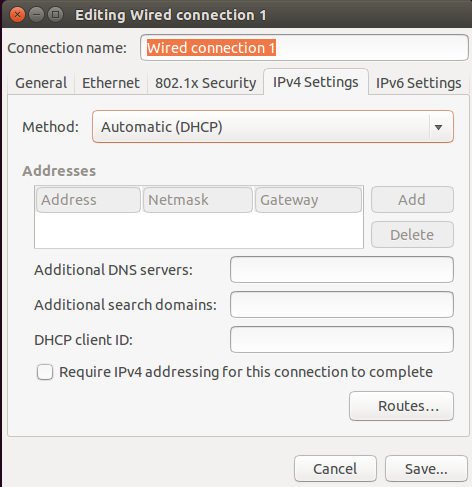 Editing Wired connection 1
Connection name: Wired connection 1
General Ethernet 802.1x Security IPv4 Settings IPv6 Settings
Method: Automatic (DHCP)
Addresses
Address Netmask Gateway Add
Delete
Additional DNS servers:
Additional search domains:
DHCP client ID:
Require IPv4 addressing for this connection to complete
Routes…
Cancel Save...